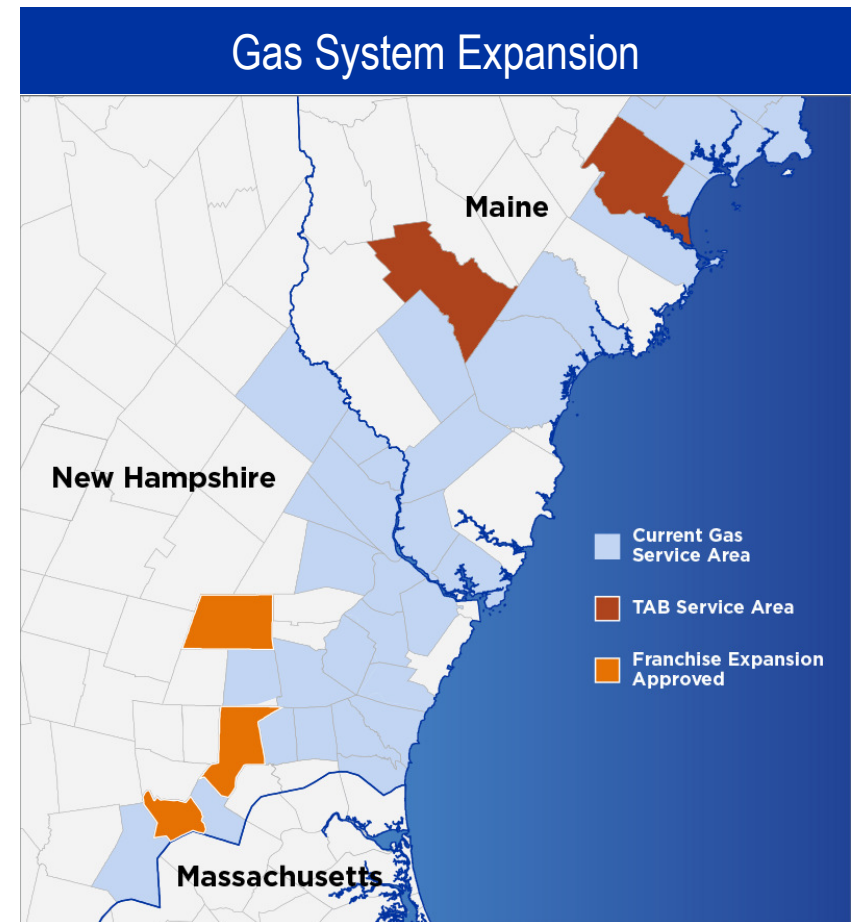 Gas System Expansion
Maine
New Hampshire
Current Gas
Service Area
TAB Service Area
Franchise Expansion
Approved
Massachusetts